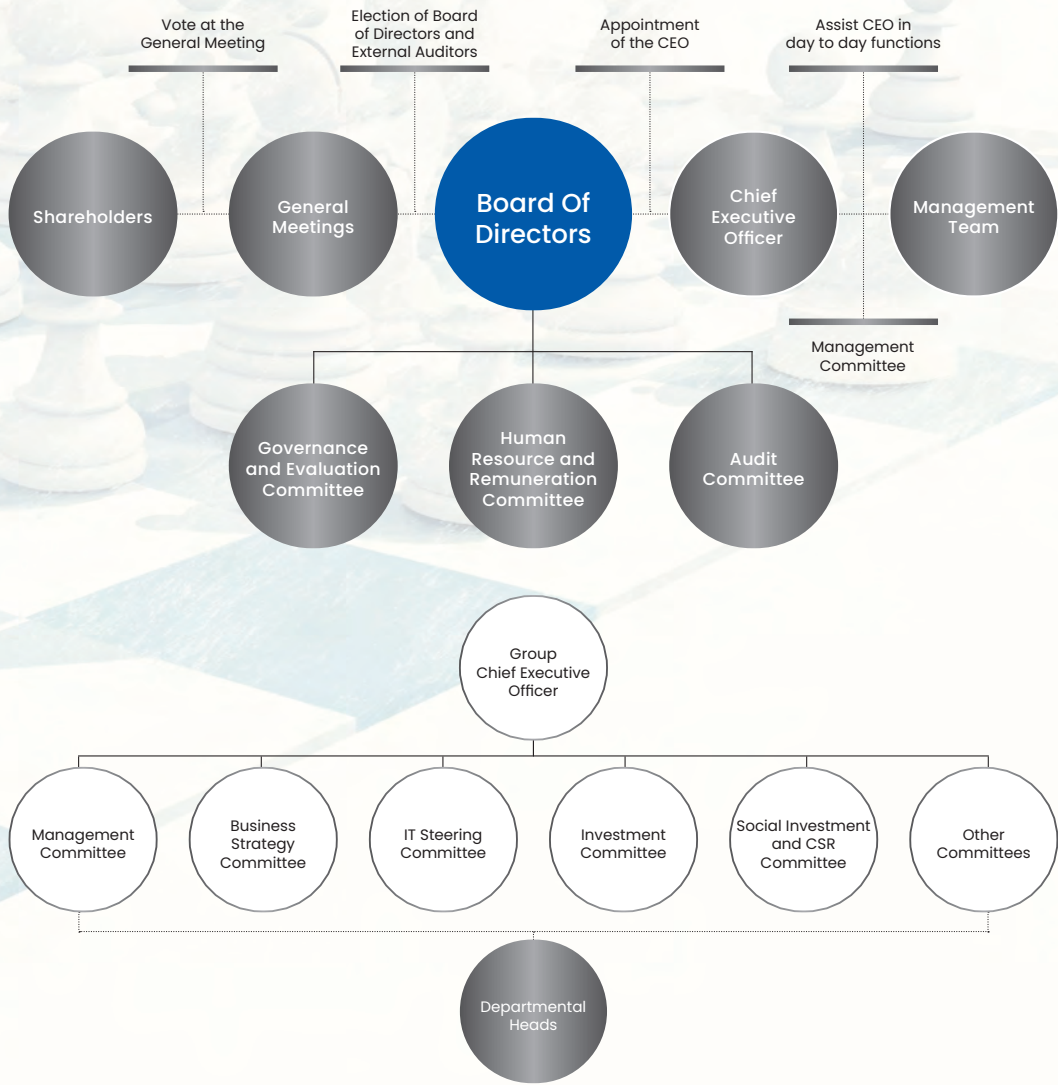 Vote at the
General Meeting
Election of Board
of Directors and
External Auditors
Appointment
of the CEO
Assist CEO in
day to day functions
Shareholders
General
Meetings
Board Of
Directors
Chief
Executive
Officer
Management
Team
Management
Committee
Governance
and Evaluation
Committee
Human
Resource and
Remuneration
Committee
Audit
Committee
Group
Chief Executive
Officer
Management
Committee
Business
Strategy
Committee
IT Steering
Committee
Investment
Committee
Social Investment
and CSR
Committee
Other
Committees
Departmental
Heads